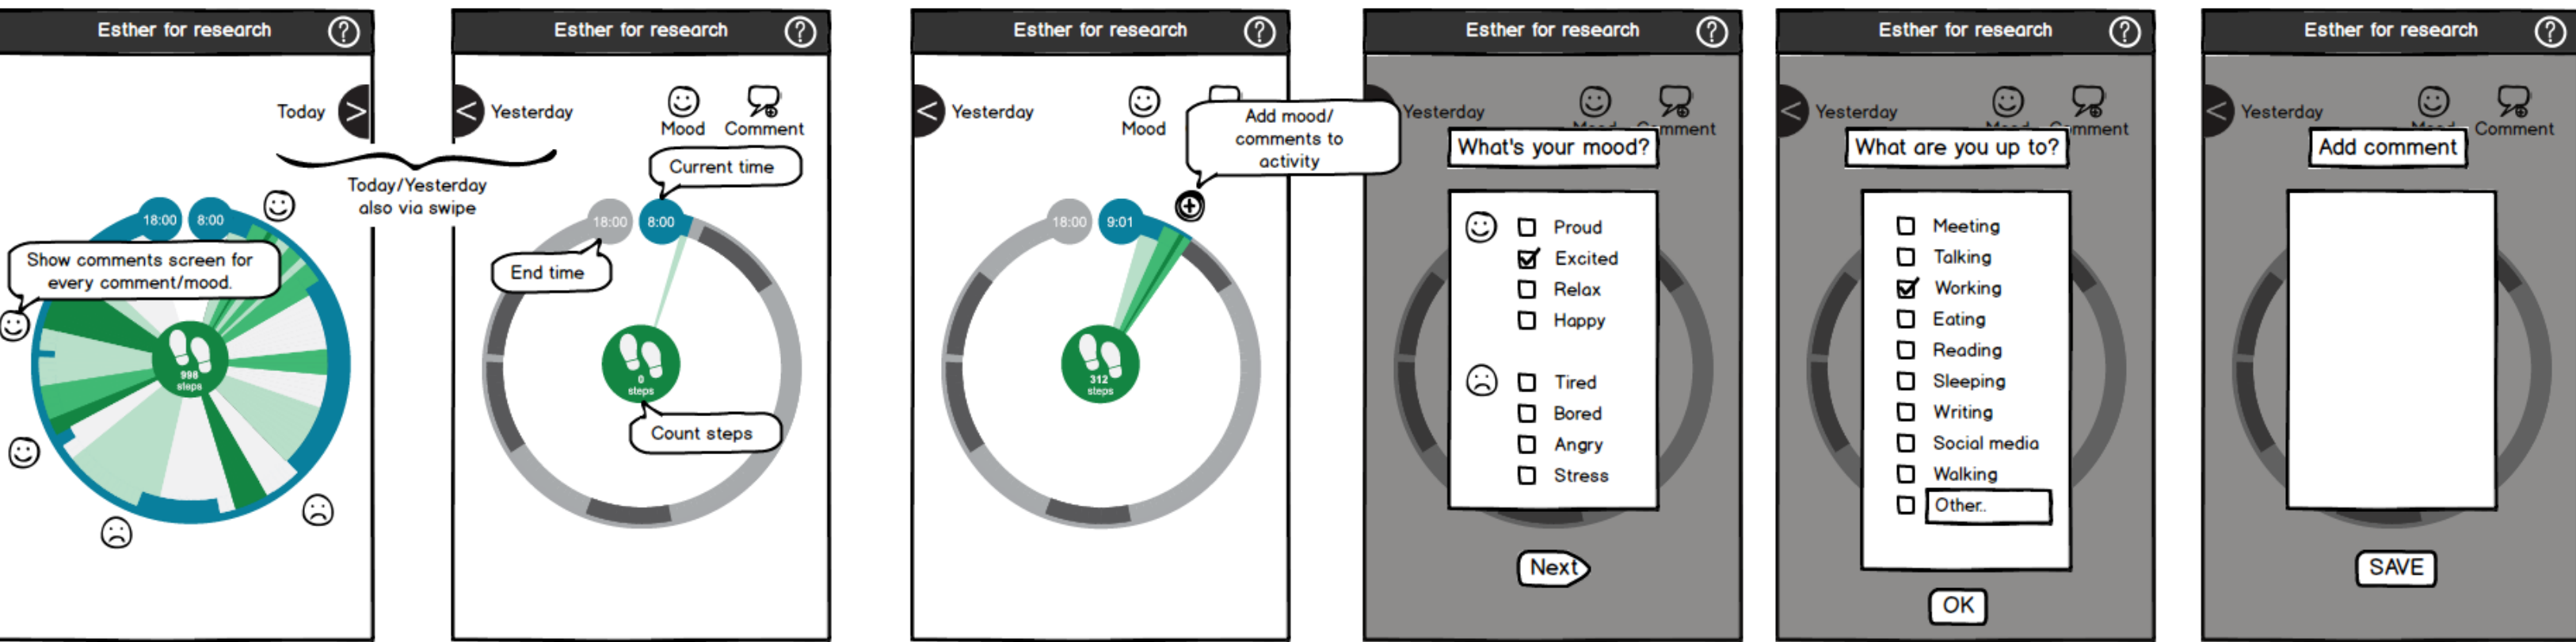 Esther for research
?
Today
>
18:00
8:00
Show comments screen for
every comment/mood.
998
steps
Today/Yesterday
also via swipe
Esther for research
?
<
Yesterday
Mood
Comment
Current time
18:00
8:00
End time
0
steps
Count steps
Esther for research
?
<
Yesterday
Mood
Add mood/
comments to
activity
18:00
9:01
312
steps
Esther for research
?
Yesterday
What's your mood?
Proud
Excited
Relax
Happy
Tired
Bored
Angry
Stress
Next
Esther for research
?
<
Yesterday
What are you up to?
Meeting
Talking
Working
Eating
Reading
Sleeping
Writing
Social media
Walking
Other..
OK
Esther for research
?
<
Yesterday
Comment
Add comment
SAVE